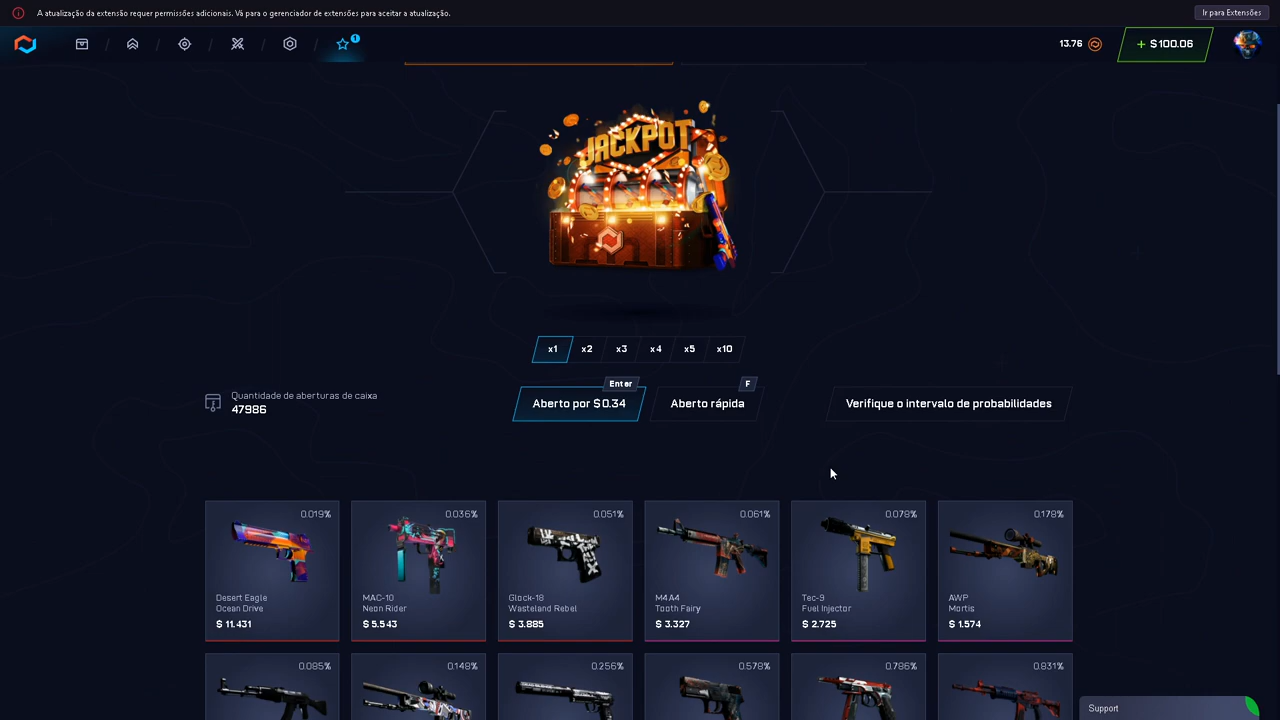 A atualização da extensão requer permissões adicionais. Vá para o gerenciador de extensões para aceitar a atualização.
Ir para Extensões
1
13.76
+ $100.06
JACKPOT
x1
x2
x3
x4
x5
x10
Enter
F
Quantidade de aberturas de caixa
47986
Aberto por $0.34
Aberto rápida
Verifique o intervalo de probabilidades
0.019%
Desert Eagle
Ocean Drive
$ 11.431
0.036%
MAC-10
Neon Rider
$ 5.543
0.051%
Glock-18
Wasteland Rebel
$ 3.885
0.061%
M4A4
Tooth Fairy
$ 3.327
0.078%
Tec-9
Fuel Injector
$ 2.725
0.178%
AWP
Mortis
$ 1.574
0.085%
0.148%
0.256%
0.578%
0.786%
0.831%
Support